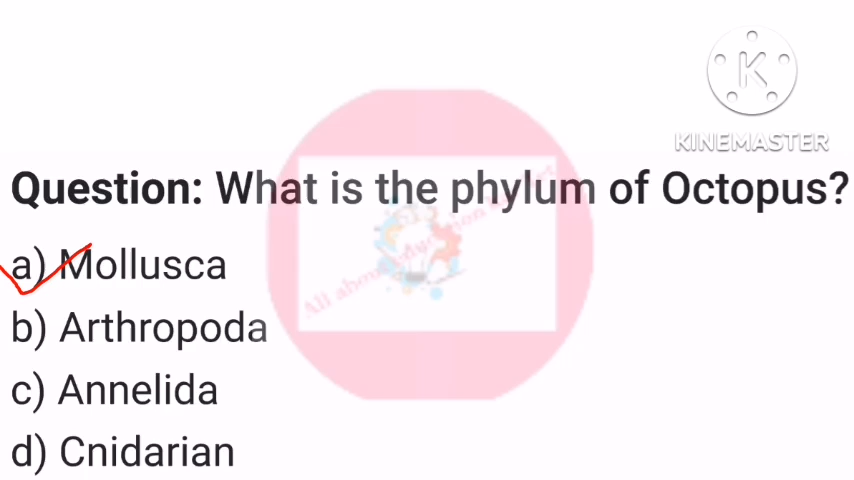 KINEMASTER
Question: What is the phylum of Octopus?
a) Mollusca
b) Arthropoda
c) Annelida
d) Cnidarian